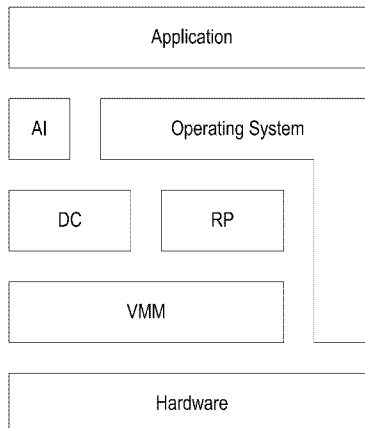 Application
AI
Operating System
DC
RP
VMM
Hardware